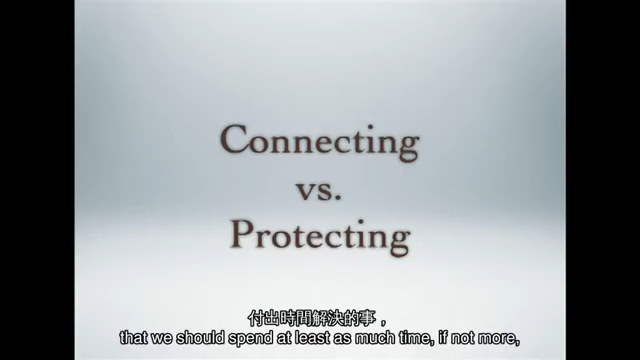 Connecting
vs.
Protecting
付出時間解決的事，
that we should spend at least as much time, if not more,